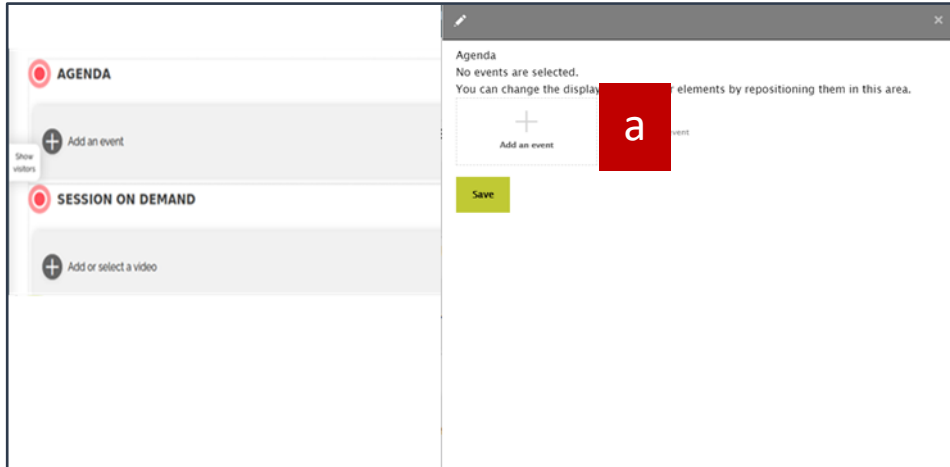 AGENDA
Add an event
Show
visitors
SESSION ON DEMAND
Add or select a video
Agenda
No events are selected.
You can change the display elements by repositioning them in this area.
Add an event
a
Save